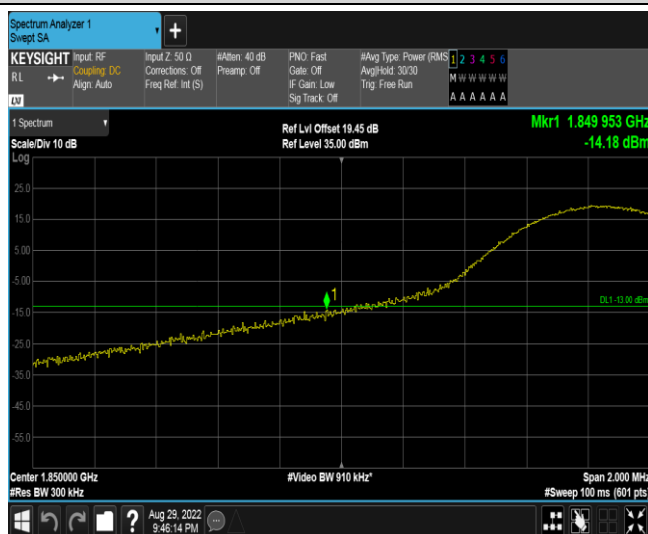 Spectrum Analyzer 1
Swept SA
KEYSIGHT
RL
LXI
Input: RF
Coupling: DC
Align: Auto
Input Z: 50 Ω
Corrections: Off
Freq Ref: Int (S)
#Atten: 40 dB
Preamp: Off
PNO: Fast
Gate: Off
IF Gain: Low
Sig Track: Off
#Avg Type: Power (RMS
Avg|Hold: 30/30
Trig: Free Run
1 2 3 4 5 6
M W W W W W
A A A A A A
1 Spectrum
Scale/Div 10 dB
Ref Lvl Offset 19.45 dB
Ref Level 35.00 dBm
Mkr1 1.849 953 GHz
-14.18 dBm
Log
25.0
15.0
5.00
-5.00
1
DL1 -13.00 dBm
-15.0
-25.0
-35.0
-45.0
-55.0
Center 1.850000 GHz
#Video BW 910 kHz*
Span 2.000 MHz
#Res BW 300 kHz
#Sweep 100 ms (601 pts)
?
Aug 29, 2022
9:46:14 PM